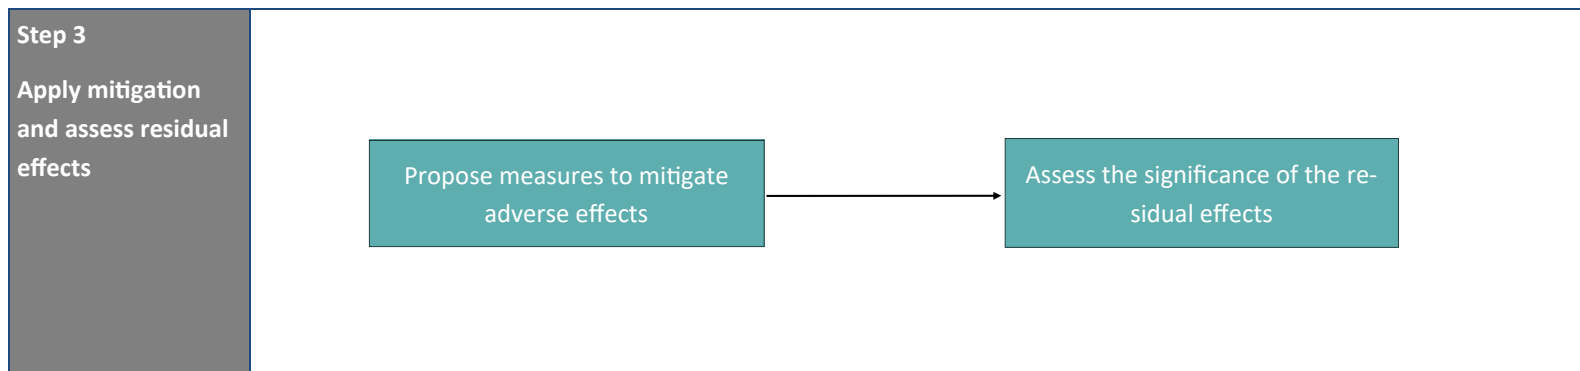 Step 3
Apply mitigation
and assess residual
effects
Propose measures to mitigate
adverse effects
Assess the significance of the re-
sidual effects